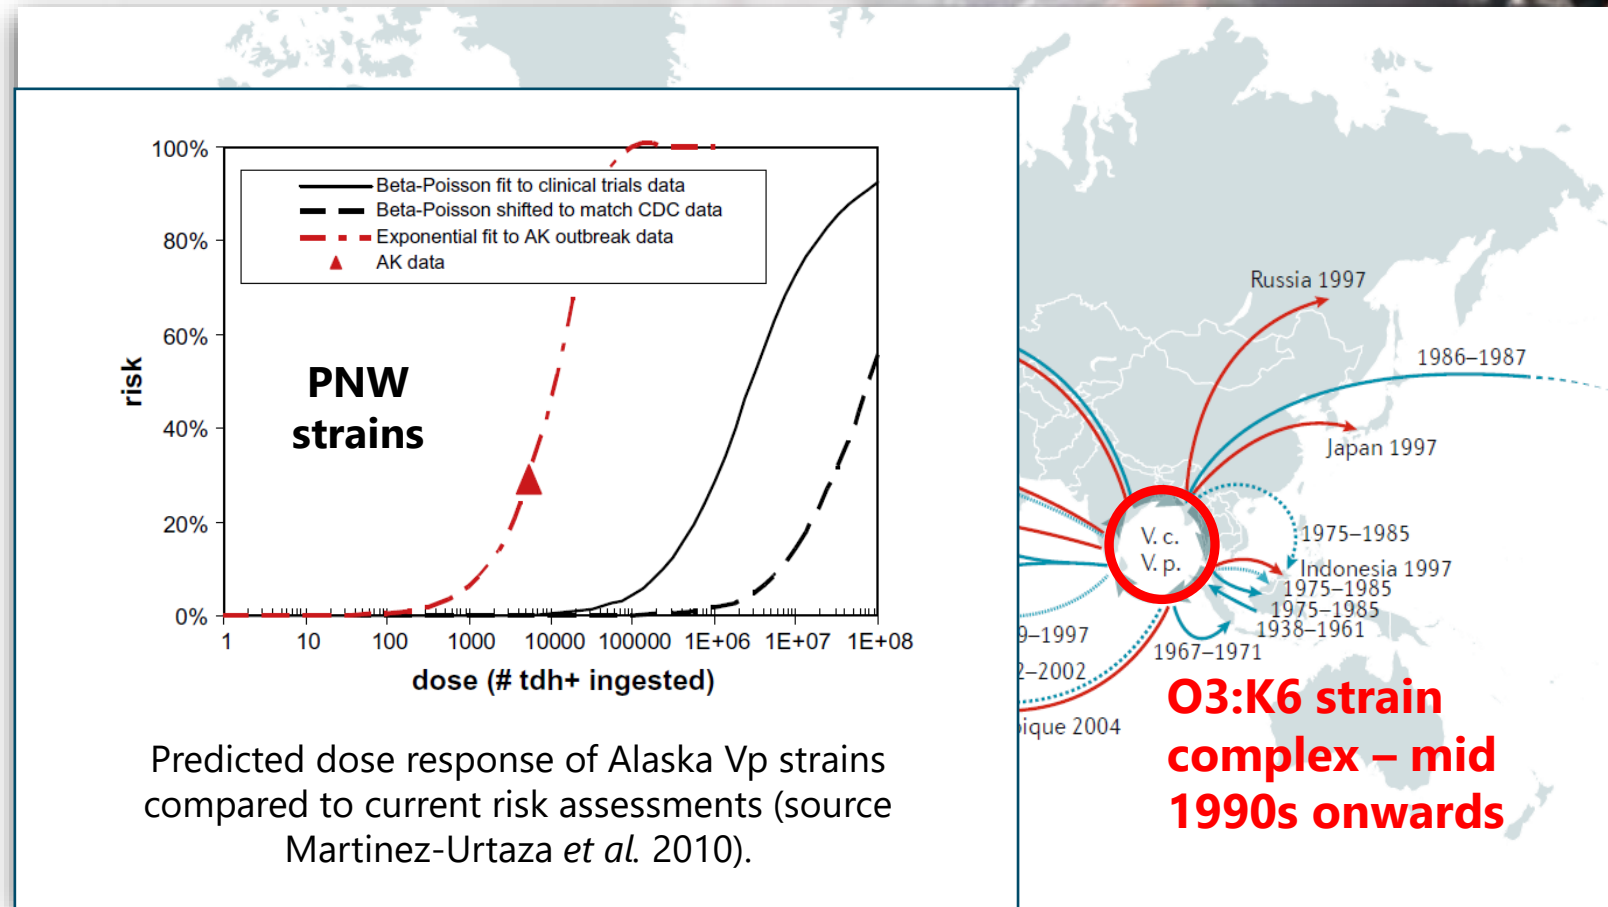 100%
80%
60%
40%
20%
0%
risk
Beta-Poisson fit to clinical trials data
Beta-Poisson shifted to match CDC data
Exponential fit to AK outbreak data
AK data
PNW
strains
1 10 100 1000 10000 100000 1E+06 1E+07 1E+08
dose (# tdh+ ingested)
Predicted dose response of Alaska Vp strains
compared to current risk assessments (source
Martinez-Urtaza et al. 2010).
Russia 1997
1986–1987
Japan 1997
V. c.
V. p.
1975–1985
Indonesia 1997
1975–1985
1975–1985
1938–1961
1967–1971
9–1997
2–2002
ique 2004
O3:K6 strain
complex – mid
1990s onwards